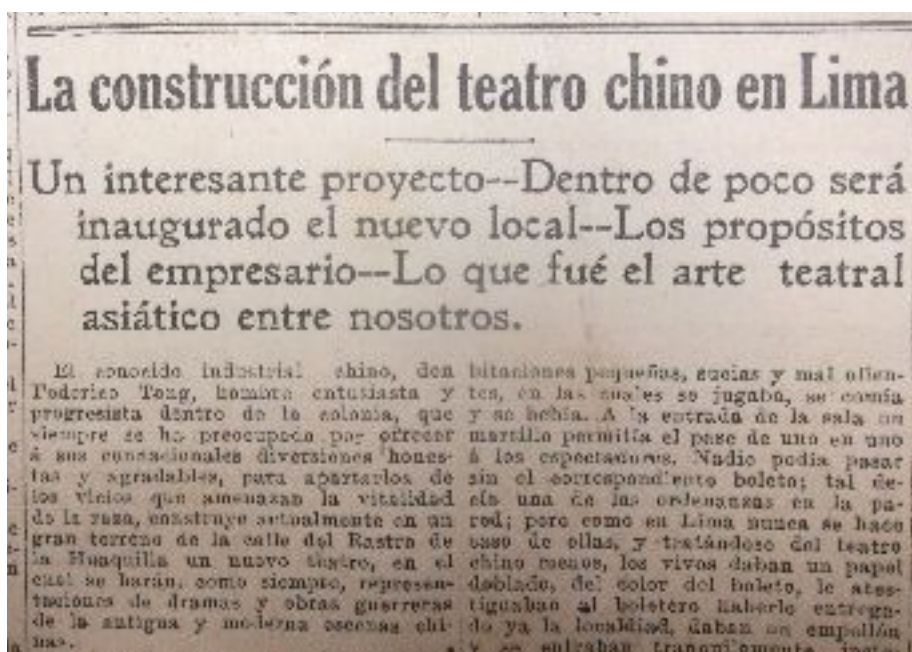 La construcción del teatro chino en Lima
Un interesante proyecto--Dentro de poco será
inaugurado el nuevo local--Los propósitos
del empresario--Lo que fué el arte teatral
asiático entre nosotros.
El conocido industrial chino, don
Federico Tong, hombre entusiasta y
progresista dentro de la colonia, que
siempre se ha preocupado por ofrecer
á sus connacionales diversiones hones-
tas y agradables, para apartarlos de
los vicios que amenazan la vitalidad
de la raza, construye actualmente en un
gran terreno de la calle del Rastro de
la Huaquilla un nuevo teatro, en el
cual se harán, como siempre, represen-
taciones de dramas y obras guerreras
de la antigua y moderna escenas chi-
nas.
bitaciones pequeñas, sucias y mal olien-
tes, en las cuales se jugaba, se comía
y se bebía. A la entrada de la sala un
martillo permitía el pase de uno en uno
á los espectadores. Nadie podía pasar
sin el correspondiente boleto; tal de-
cía una de las ordenanzas en la pa-
red; pero como en Lima nunca se hace
caso de ellas, y tratándose del teatro
chino menos, los vivos daban un papel
doblado, del color del boleto, le ates-
tiguaban al boletero haberle entrega-
do ya la localidad, daban un empellón
y se entraban tranquilamente